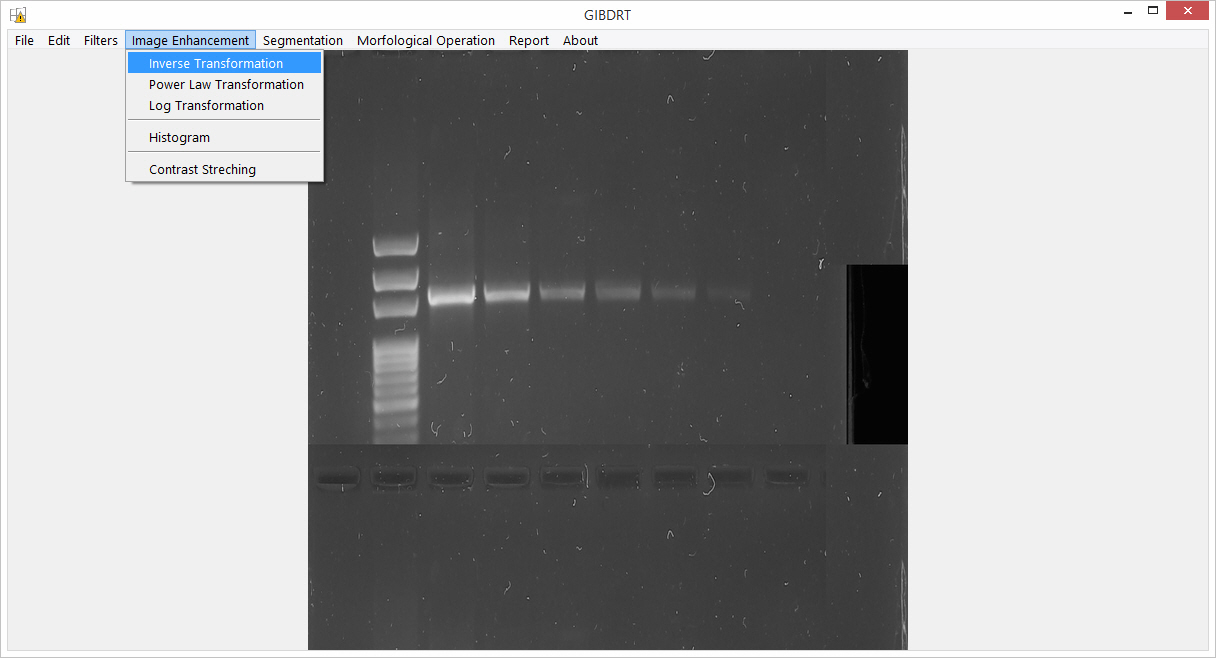 GIBDRT
File Edit Filters Image Enhancement Segmentation Morfological Operation Report About
Inverse Transformation
Power Law Transformation
Log Transformation
Histogram
Contrast Streching